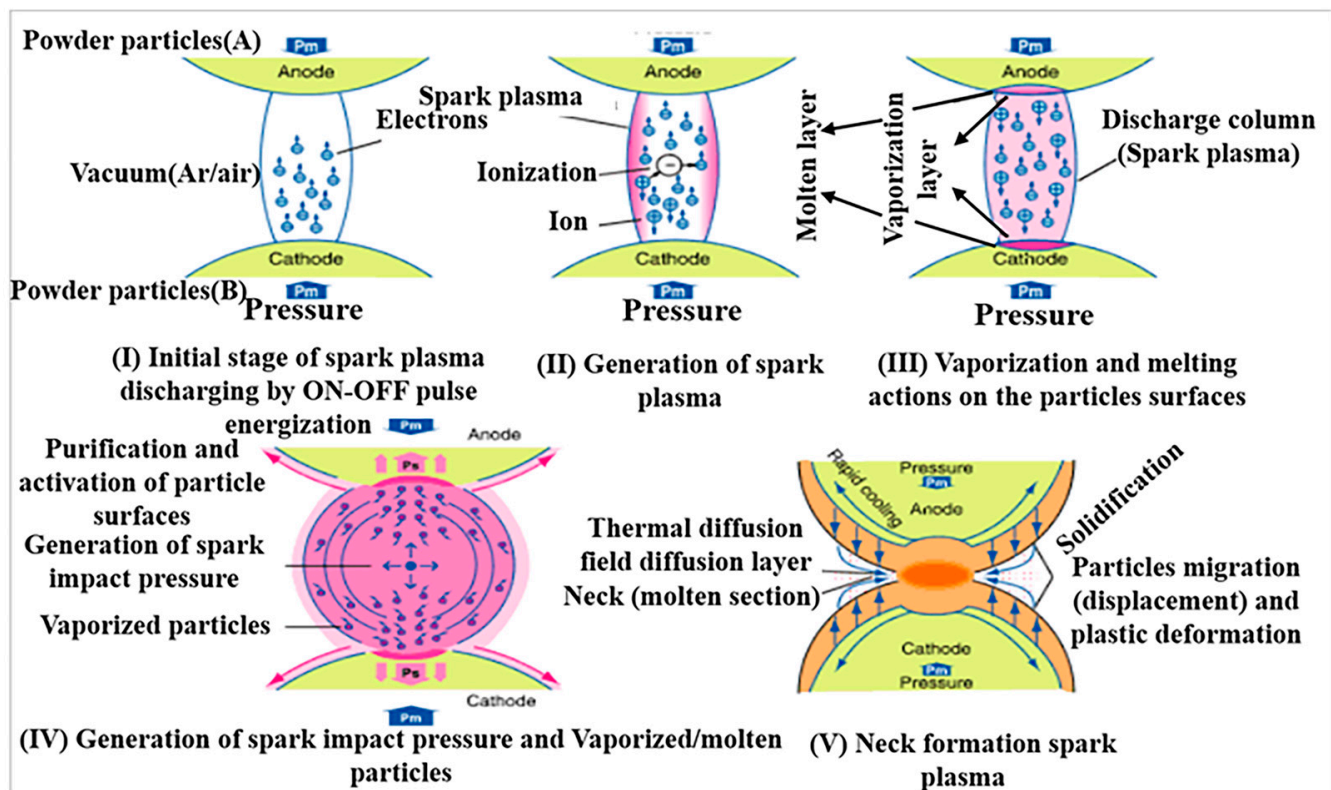 Powder particles(A)
Pm
Anode
Vacuum(Ar/air)
Electrons
Cathode
Powder particles(B)
Pm
Pressure
(I) Initial stage of spark plasma
discharging by ON-OFF pulse
energization
Pm
Anode
Spark plasma
Ionization
Ion
Cathode
Pm
Pressure
(II) Generation of spark
plasma
Pm
Anode
Molten layer
Vaporization
layer
Discharge column
(Spark plasma)
Cathode
Pm
Pressure
(III) Vaporization and melting
actions on the particles surfaces
Pm
Anode
Ps
Purification and
activation of particle
surfaces
Generation of spark
impact pressure
Vaporized particles
Ps
Cathode
Pm
(IV) Generation of spark impact pressure and Vaporized/molten
particles
Pressure
Pm
Anode
Rapid cooling
Solidification
Thermal diffusion
field diffusion layer
Neck (molten section)
Particles migration
(displacement) and
plastic deformation
Cathode
Pm
Pressure
(V) Neck formation spark
plasma